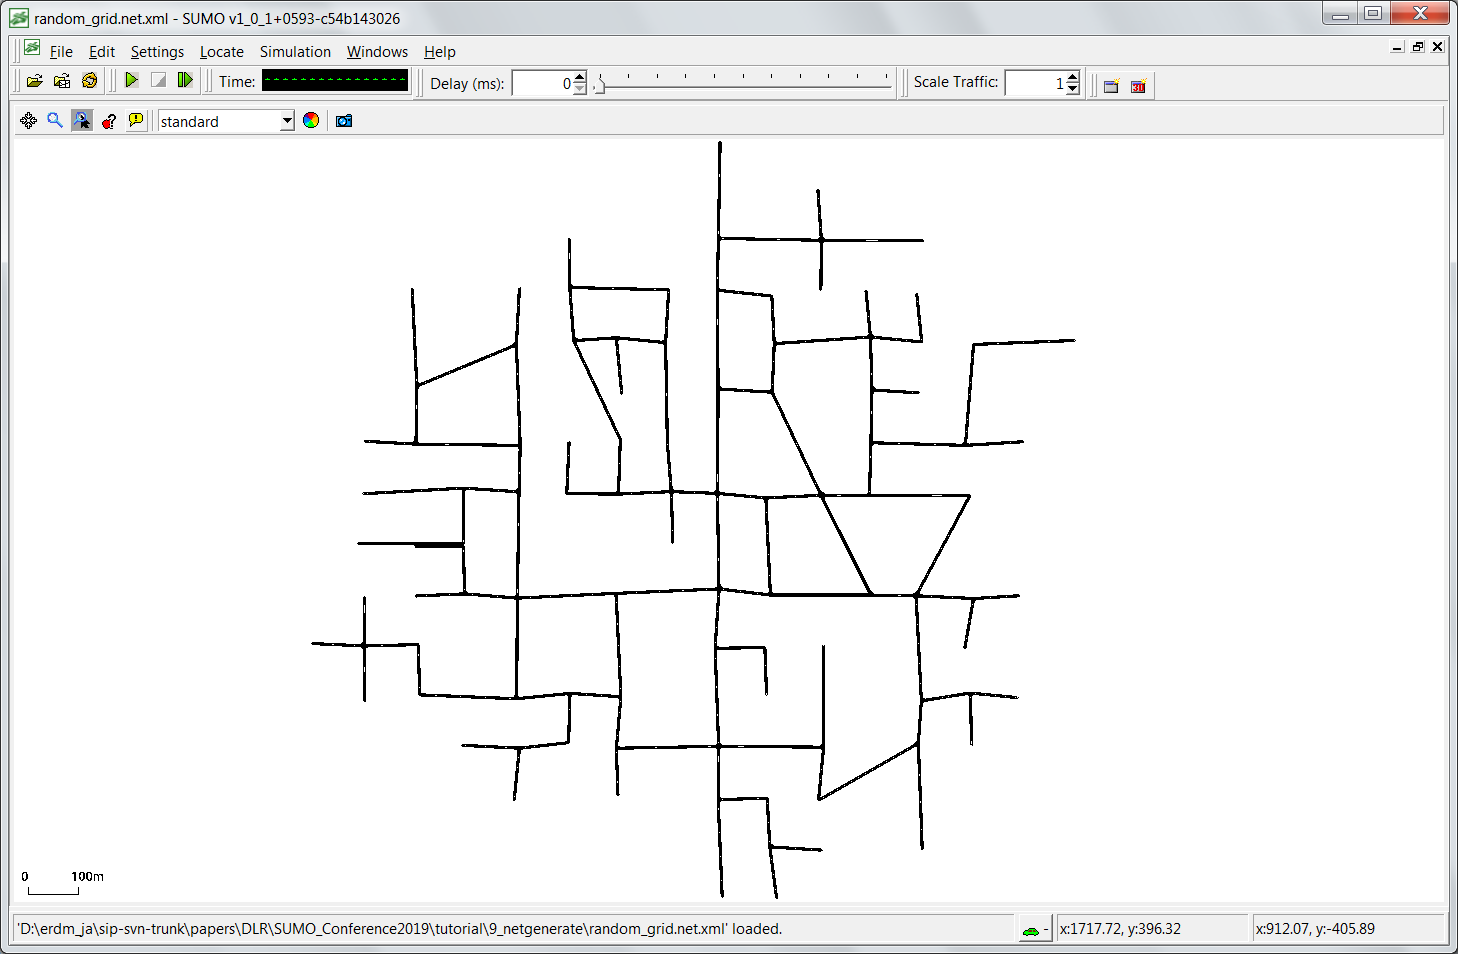 random_grid.net.xml - SUMO v1_0_1+0593-c54b143026
File Edit Settings Locate Simulation Windows Help
Time: Delay (ms): 0 Scale Traffic: 1
standard
0 100m
'D:\erdm_ja\sip-svn-trunk\papers\DLR\SUMO_Conference2019\tutorial\9_netgenerate\random_grid.net.xml' loaded. - x:1717.72, y:396.32 x:912.07, y:-405.89